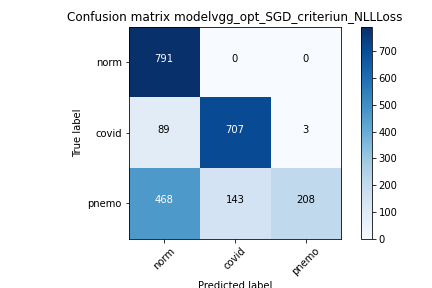 Confusion matrix modelvgg_opt_SGD_criteriun_NLLLoss
norm
covid
pnemo
True label
791 0 0
89 707 3
468 143 208
norm covid pnemo
Predicted label
700
600
500
400
300
200
100
0